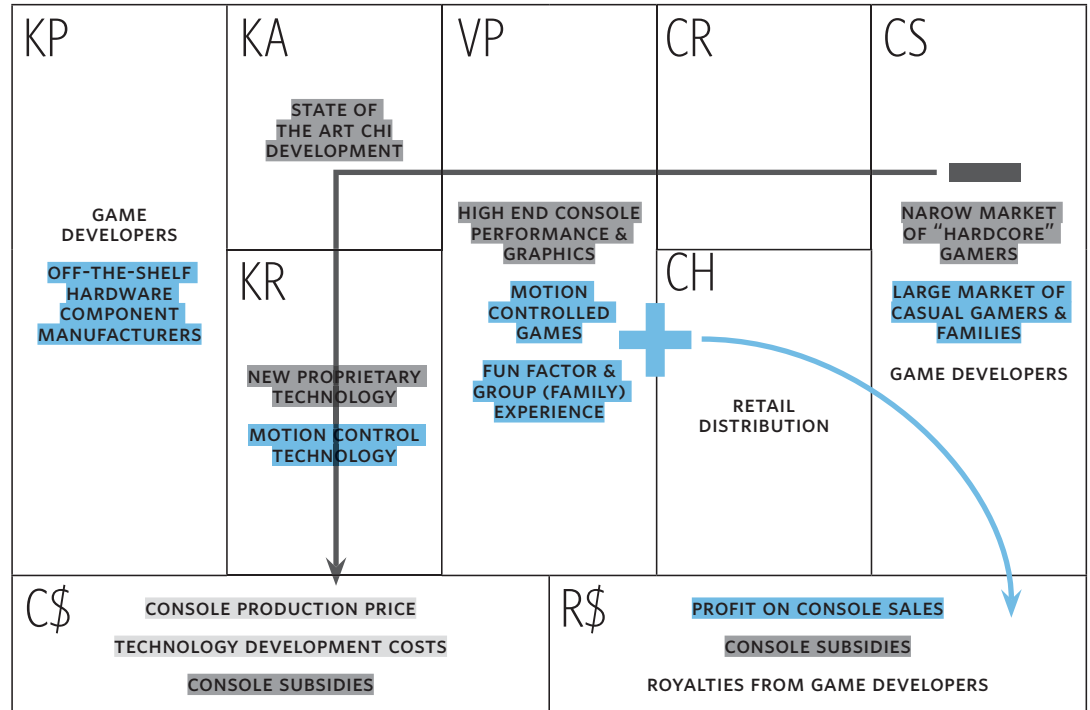 KP
GAME
DEVELOPERS
OFF-THE-SHELF
HARDWARE
COMPONENT
MANUFACTURERS
KA
STATE OF
THE ART CHI
DEVELOPMENT
KR
NEW PROPRIETARY
TECHNOLOGY
MOTION CONTROL
TECHNOLOGY
VP
HIGH END CONSOLE
PERFORMANCE &
GRAPHICS
MOTION
CONTROLLED
GAMES
FUN FACTOR &
GROUP (FAMILY)
EXPERIENCE
CR
CH
RETAIL
DISTRIBUTION
CS
NAROW MARKET
OF “HARDCORE”
GAMERS
LARGE MARKET OF
CASUAL GAMERS &
FAMILIES
GAME DEVELOPERS
C$
CONSOLE PRODUCTION PRICE
TECHNOLOGY DEVELOPMENT COSTS
CONSOLE SUBSIDIES
R$
PROFIT ON CONSOLE SALES
CONSOLE SUBSIDIES
ROYALTIES FROM GAME DEVELOPERS